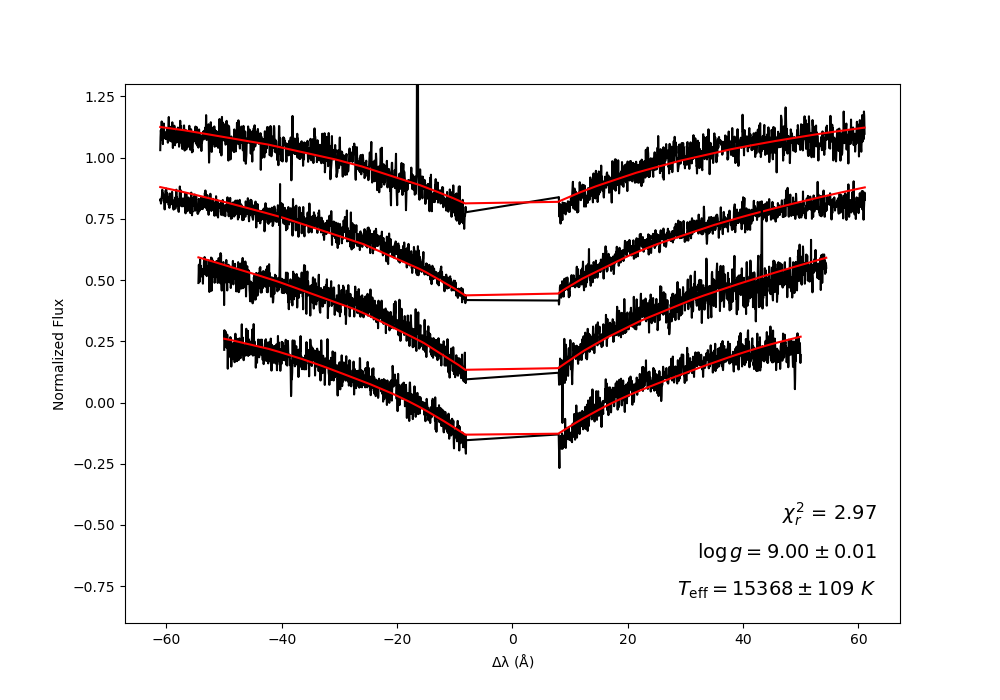 1.25
1.00
0.75
0.50
0.25
0.00
−0.25
−0.50
−0.75
Normalized Flux
χ²ᵣ = 2.97
log g = 9.00 ± 0.01
T_eff = 15368 ± 109 K
−60 −40 −20 0 20 40 60
Δλ (Å)